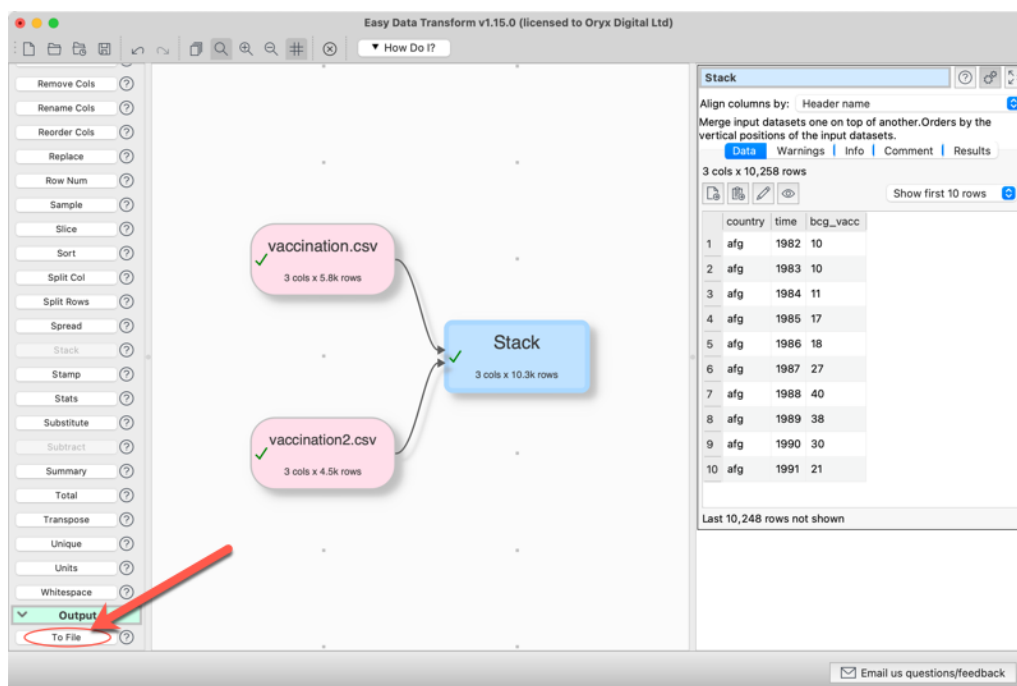 Easy Data Transform v1.15.0 (licensed to Oryx Digital Ltd)
▼ How Do I?
Remove Cols ?
Rename Cols ?
Reorder Cols ?
Replace ?
Row Num ?
Sample ?
Slice ?
Sort ?
Split Col ?
Split Rows ?
Spread ?
Stack ?
Stamp ?
Stats ?
Substitute ?
Subtract ?
Summary ?
Total ?
Transpose ?
Unique ?
Units ?
Whitespace ?
Output
To File ?
vaccination.csv
3 cols x 5.8k rows
Stack
3 cols x 10.3k rows
vaccination2.csv
3 cols x 4.5k rows
Stack ?
Align columns by: Header name
Merge input datasets one on top of another.Orders by the
vertical positions of the input datasets.
Data Warnings Info Comment Results
3 cols x 10,258 rows
Show first 10 rows
country time bcg_vacc
1 afg 1982 10
2 afg 1983 10
3 afg 1984 11
4 afg 1985 17
5 afg 1986 18
6 afg 1987 27
7 afg 1988 40
8 afg 1989 38
9 afg 1990 30
10 afg 1991 21
Last 10,248 rows not shown
Email us questions/feedback